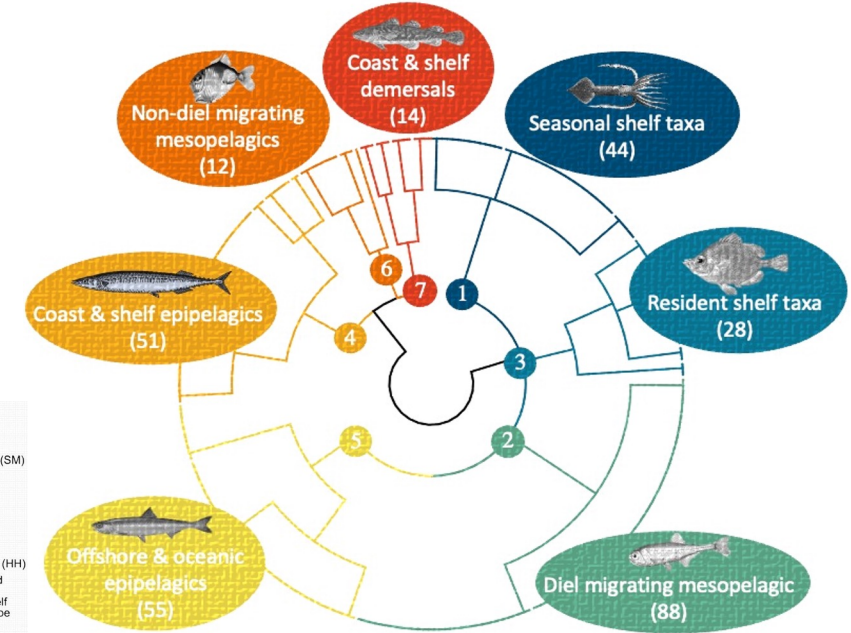 Coast & shelf
demersals
(14)
Non-diel migrating
mesopelagics
(12)
Seasonal shelf taxa
(44)
Coast & shelf epipelagics
(51)
Resident shelf taxa
(28)
6
7
1
4
3
5
2
(SM)
(HH)
Offshore & oceanic
epipelagics
(55)
Diel migrating mesopelagic
(88)